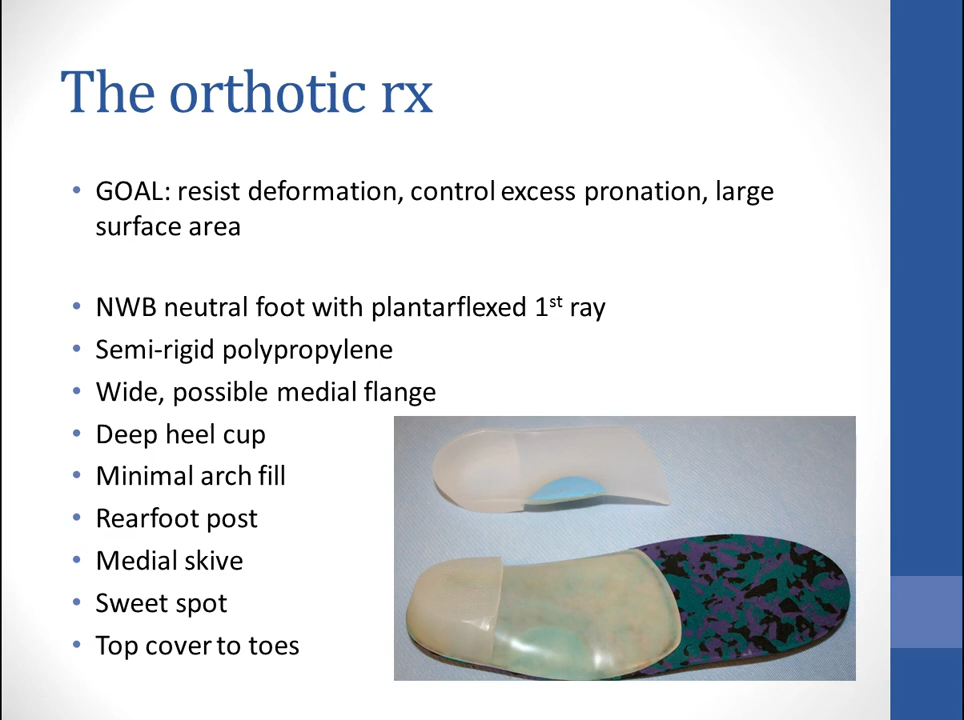 The orthotic rx
• GOAL: resist deformation, control excess pronation, large
surface area
• NWB neutral foot with plantarflexed 1st ray
• Semi-rigid polypropylene
• Wide, possible medial flange
• Deep heel cup
• Minimal arch fill
• Rearfoot post
• Medial skive
• Sweet spot
• Top cover to toes